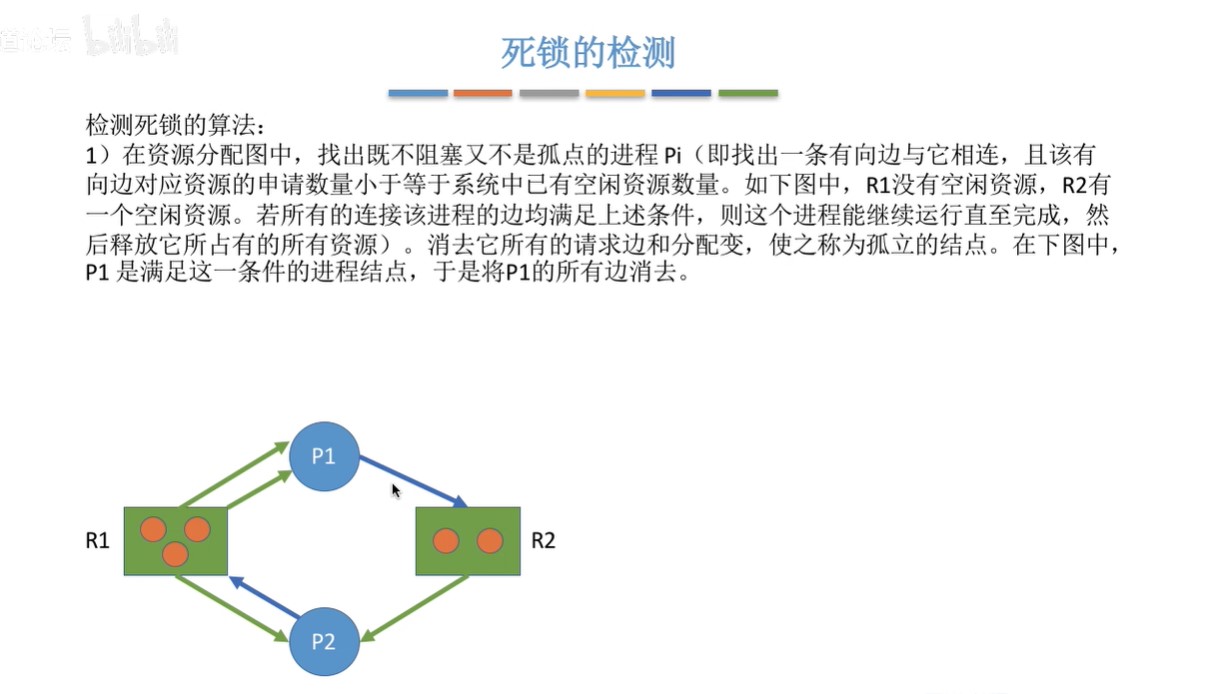 死锁的检测
检测死锁的算法：
1）在资源分配图中，找出既不阻塞又不是孤点的进程 Pi（即找出一条有向边与它相连，且该有
向边对应资源的申请数量小于等于系统中已有空闲资源数量。如下图中，R1没有空闲资源，R2有
一个空闲资源。若所有的连接该进程的边均满足上述条件，则这个进程能继续运行直至完成，然
后释放它所占有的所有资源）。消去它所有的请求边和分配变，使之称为孤立的结点。在下图中，
P1 是满足这一条件的进程结点，于是将P1的所有边消去。
P1
R1
R2
P2
bilibili